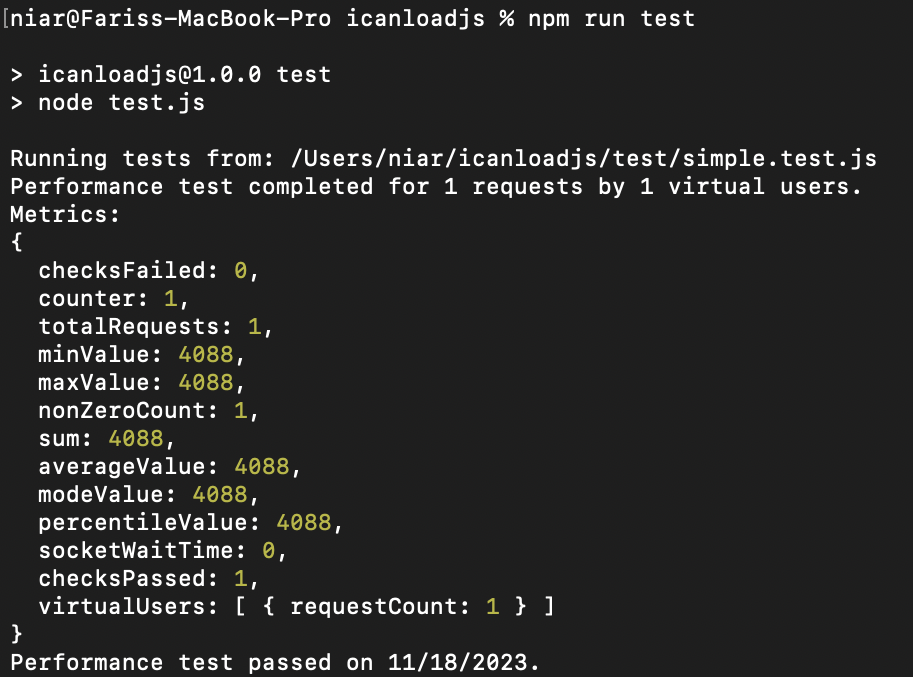 [niar@Fariss-MacBook-Pro icanloadjs % npm run test
> icanloadjs@1.0.0 test
> node test.js
Running tests from: /Users/niar/icanloadjs/test/simple.test.js
Performance test completed for 1 requests by 1 virtual users.
Metrics:
{
  checksFailed: 0,
  counter: 1,
  totalRequests: 1,
  minValue: 4088,
  maxValue: 4088,
  nonZeroCount: 1,
  sum: 4088,
  averageValue: 4088,
  modeValue: 4088,
  percentileValue: 4088,
  socketWaitTime: 0,
  checksPassed: 1,
  virtualUsers: [ { requestCount: 1 } ]
}
Performance test passed on 11/18/2023.